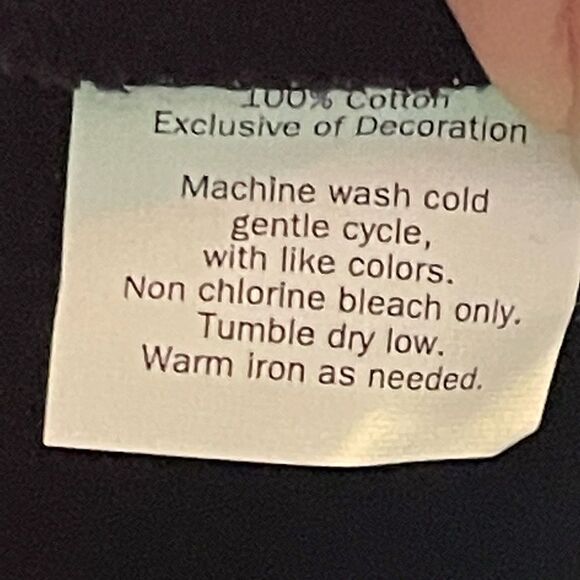 100% Cotton
Exclusive of Decoration
Machine wash cold
gentle cycle,
with like colors.
Non chlorine bleach only.
Tumble dry low.
Warm iron as needed.